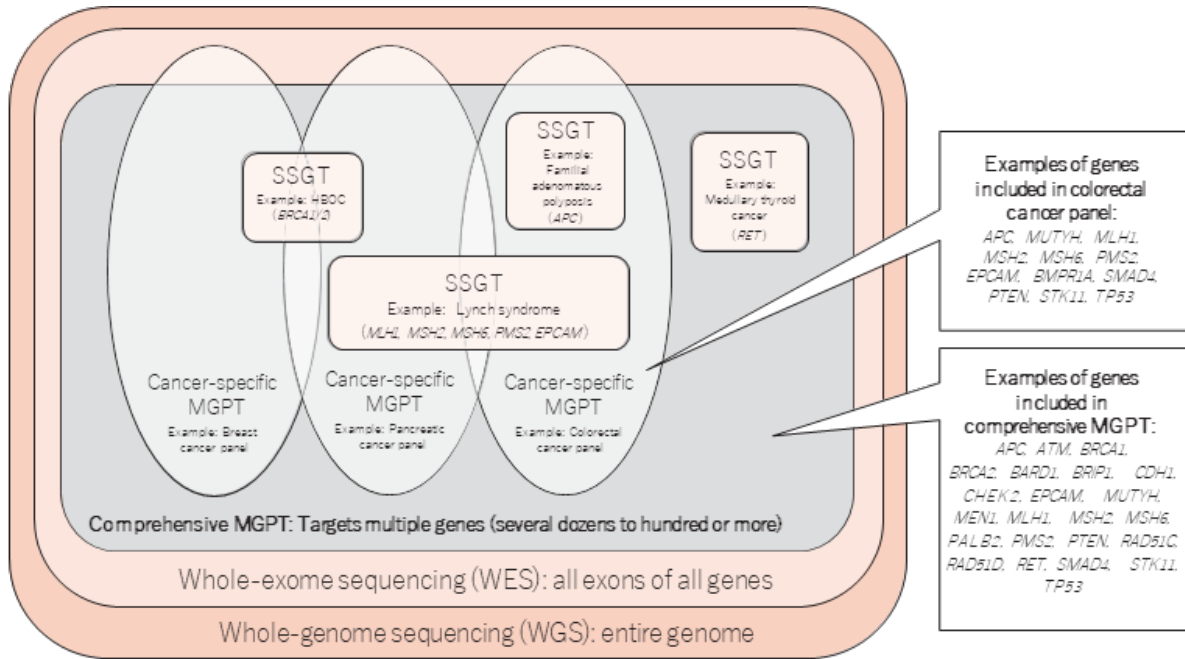 SSGT
Example: HBOC
(BRCA1/2)
SSGT
Example:
Familial
adenomatous
polyposis
(APC)
SSGT
Example:
Medullary thyroid
cancer
(RET)
SSGT
Example: Lynch syndrome
(MLH1, MSH2, MSH6, PMS2, EPCAM)
Cancer-specific
MGPT
Example: Breast
cancer panel
Cancer-specific
MGPT
Example: Pancreatic
cancer panel
Cancer-specific
MGPT
Example: Colorectal
cancer panel
Comprehensive MGPT: Targets multiple genes (several dozens to hundred or more)
Whole-exome sequencing (WES): all exons of all genes
Whole-genome sequencing (WGS): entire genome
Examples of genes
included in colorectal
cancer panel:
APC, MUTYH, MLH1,
MSH2, MSH6, PMS2,
EPCAM, BMPR1A, SMAD4,
PTEN, STK11, TP53
Examples of genes
included in
comprehensive MGPT:
APC, ATM, BRCA1,
BRCA2, BARD1, BRIP1, CDH1,
CHEK2, EPCAM, MUTYH,
MEN1, MLH1, MSH2, MSH6,
PALB2, PMS2, PTEN, RAD51C,
RAD51D, RET, SMAD4, STK11,
TP53